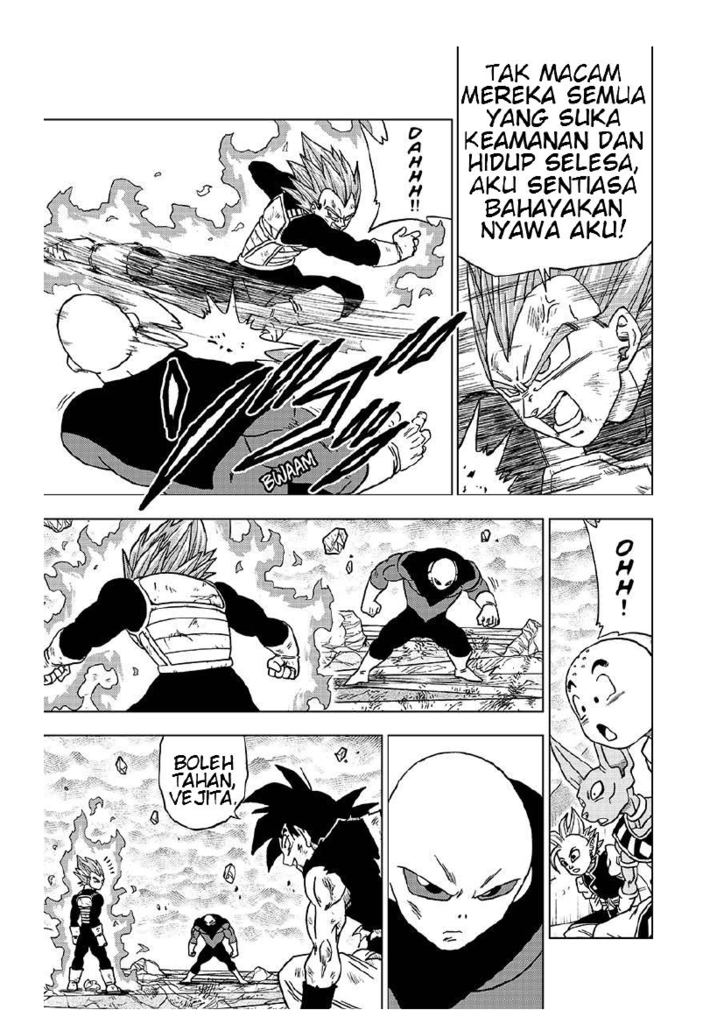 TAK MACAM
MEREKA SEMUA
YANG SUKA
KEAMANAN DAN
HIDUP SELESA,
AKU SENTIASA
BAHAYAKAN
NYAWA AKU!
DAHHH!!
BWAAM
OHH!
BOLEH
TAHAN,
VEJITA.